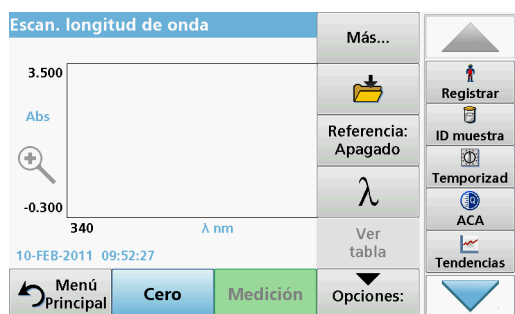 Escan. longitud de onda
3.500
Abs
-0.300
340
λ nm
10-FEB-2011 09:52:27
Más...
Referencia:
Apagado
λ
Ver
tabla
Menú
Principal
Cero
Medición
Opciones:
Registrar
ID muestra
Temporizad
ACA
Tendencias